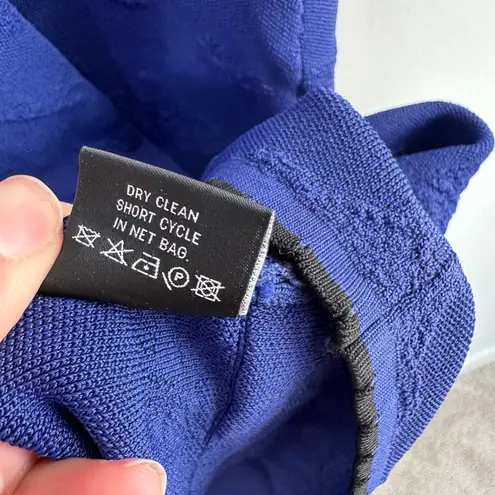 DRY CLEAN
SHORT CYCLE
IN NET BAG.
P